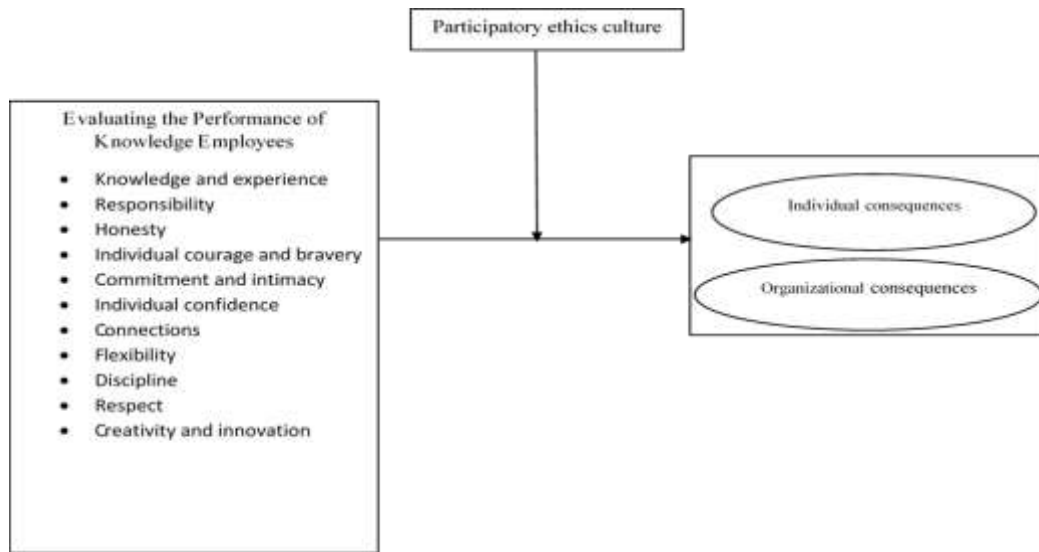 Participatory ethics culture
Evaluating the Performance of
Knowledge Employees
• Knowledge and experience
• Responsibility
• Honesty
• Individual courage and bravery
• Commitment and intimacy
• Individual confidence
• Connections
• Flexibility
• Discipline
• Respect
• Creativity and innovation
Individual consequences
Organizational consequences